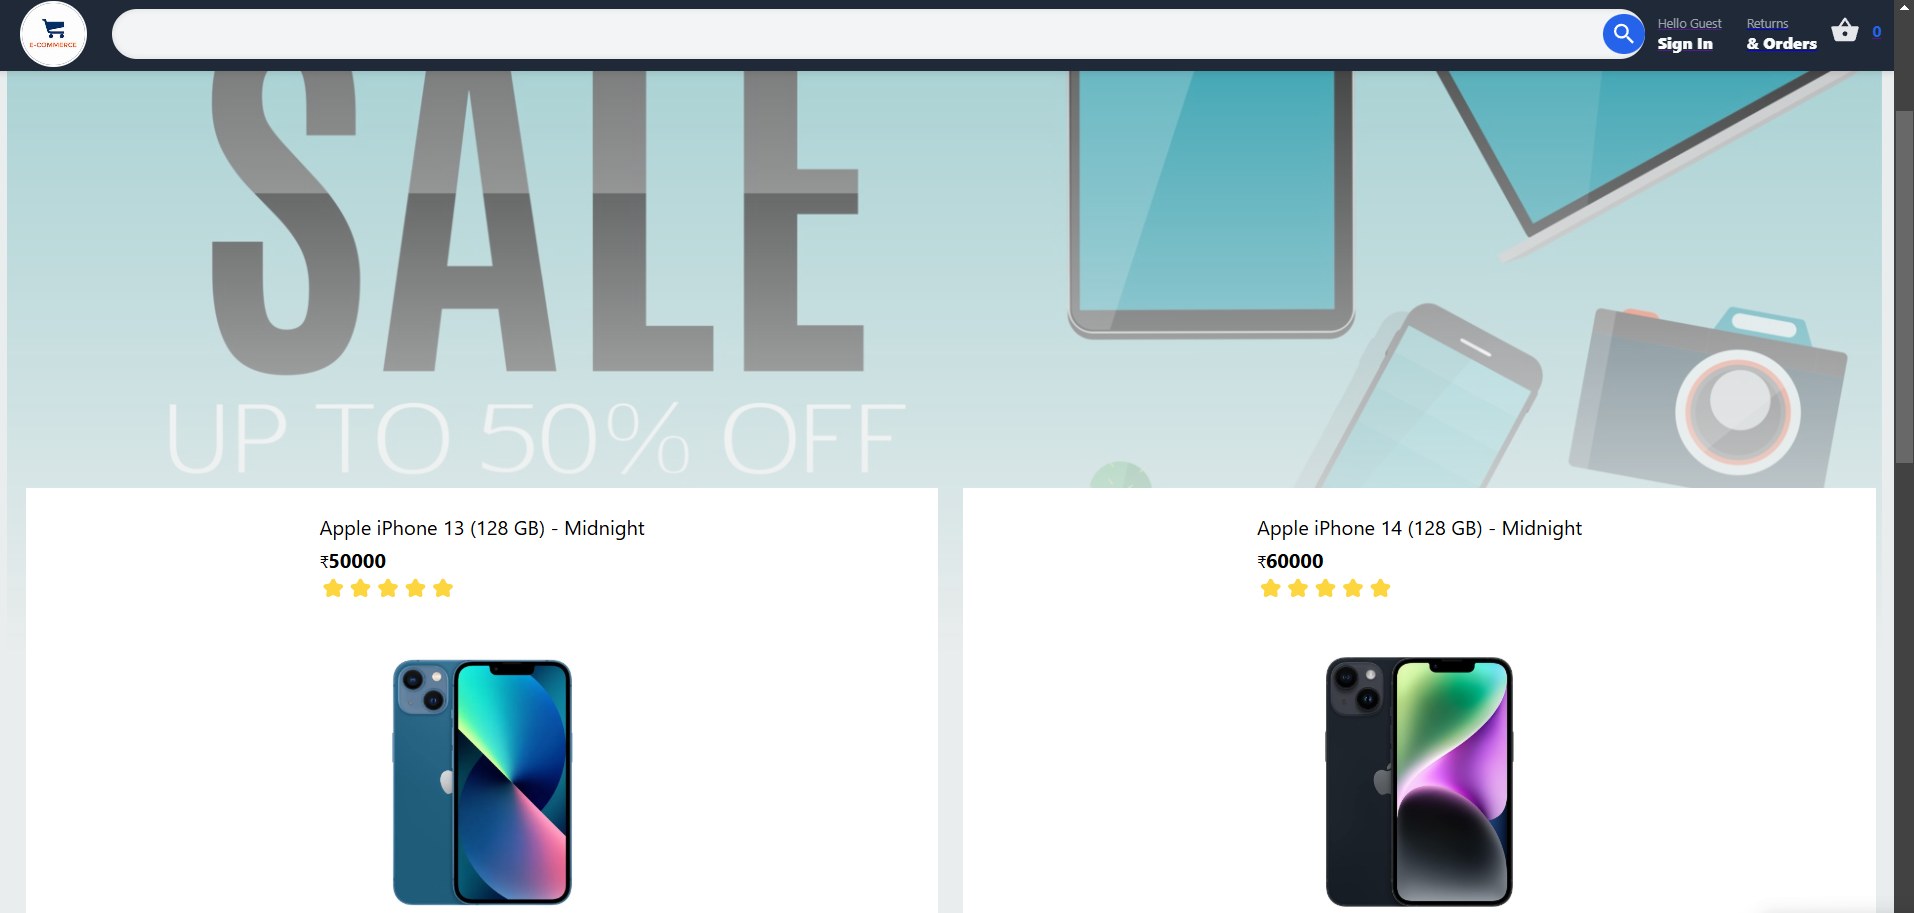 E-COMMERCE
Hello Guest
Sign In
Returns
& Orders
0
SALE
UP TO 50% OFF
Apple iPhone 13 (128 GB) - Midnight
₹50000
Apple iPhone 14 (128 GB) - Midnight
₹60000